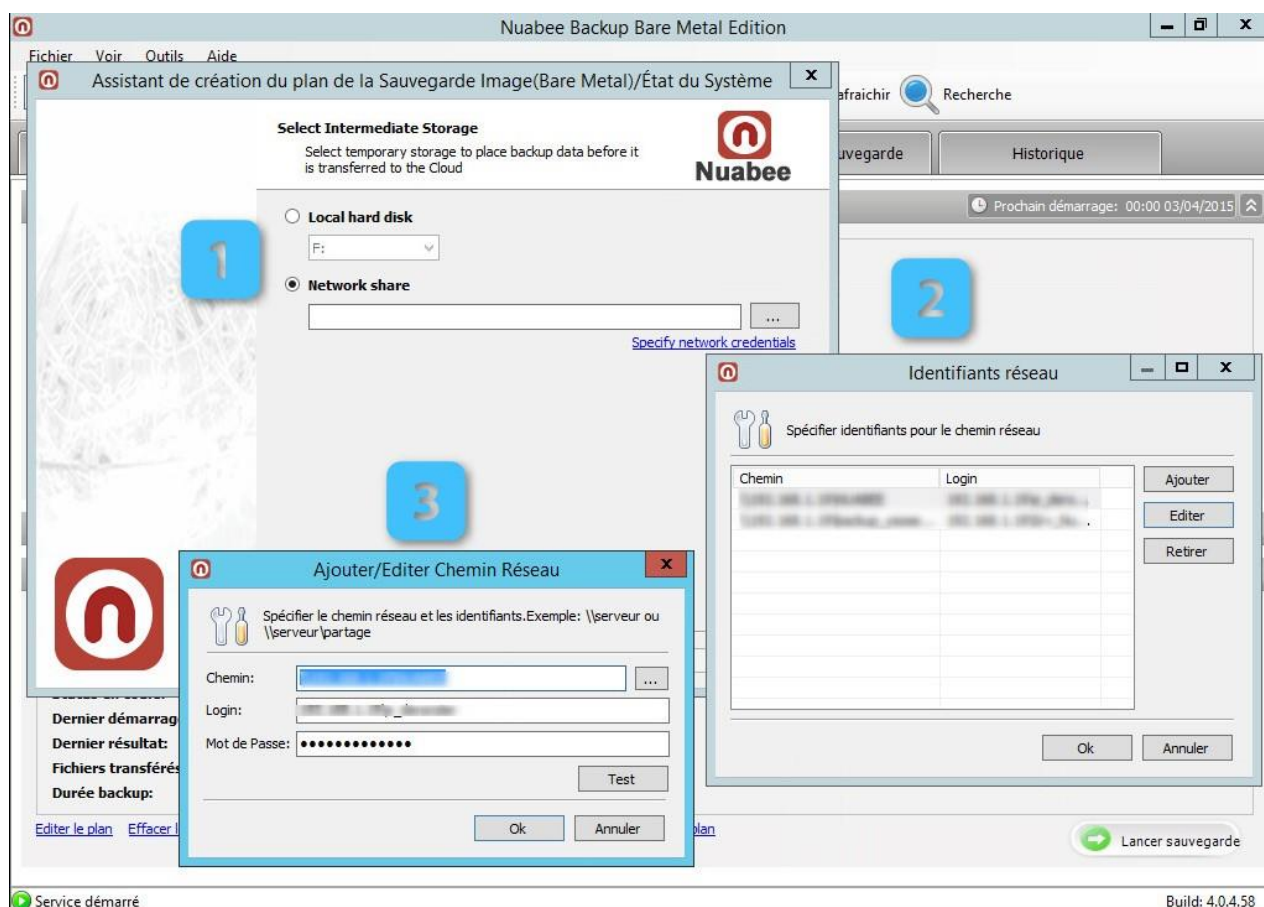 Nuabee Backup Bare Metal Edition
Fichier Voir Outils Aide
Assistant de création du plan de la Sauvegarde Image(Bare Metal)/État du Système
Recherche
Historique
Prochain démarrage: 00:00 03/04/2015
Select Intermediate Storage
Select temporary storage to place backup data before it
is transferred to the Cloud
Nuabee
Local hard disk
F:
Network share
...
Specify network credentials
1
2
3
Identifiants réseau
Spécifier identifiants pour le chemin réseau
Chemin Login
Ajouter
Editer
Retirer
Ok Annuler
Ajouter/Editer Chemin Réseau
Spécifier le chemin réseau et les identifiants.Exemple: \\serveur ou
\\serveur\partage
Chemin:
...
Login:
Mot de Passe: •••••••••••••
Test
Ok Annuler
Dernier démarrag
Dernier résultat:
Fichiers transférés
Durée backup:
Editer le plan Effacer l
plan
Lancer sauvegarde
Service démarré
Build: 4.0.4.58